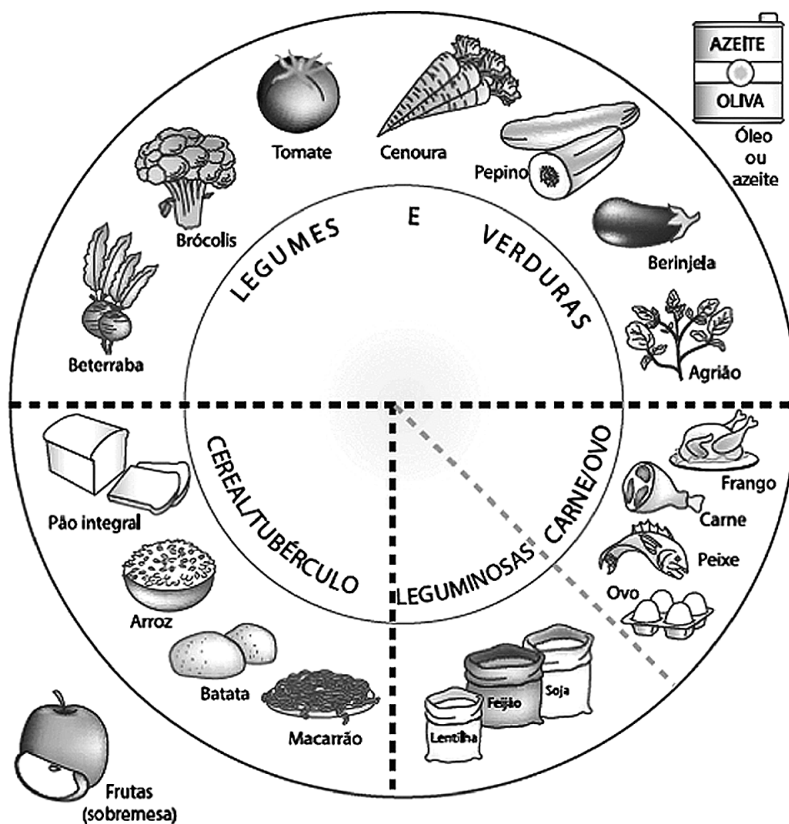 AZEITE
OLIVA
Óleo
ou
azeite
Tomate
Cenoura
Pepino
Brócolis
Berinjela
Beterraba
Agrião
LEGUMES E VERDURAS
Pão integral
Arroz
Batata
Macarrão
CEREAL/TUBÉRCULO
LEGUMINOSAS
CARNE/OVO
Frango
Carne
Peixe
Ovo
Soja
Feijão
Lentilha
Frutas
(sobremesa)